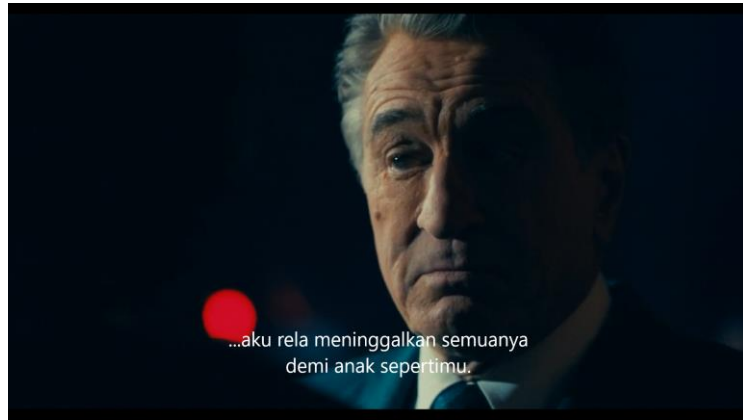 ...aku rela meninggalkan semuanya
demi anak sepertimu.